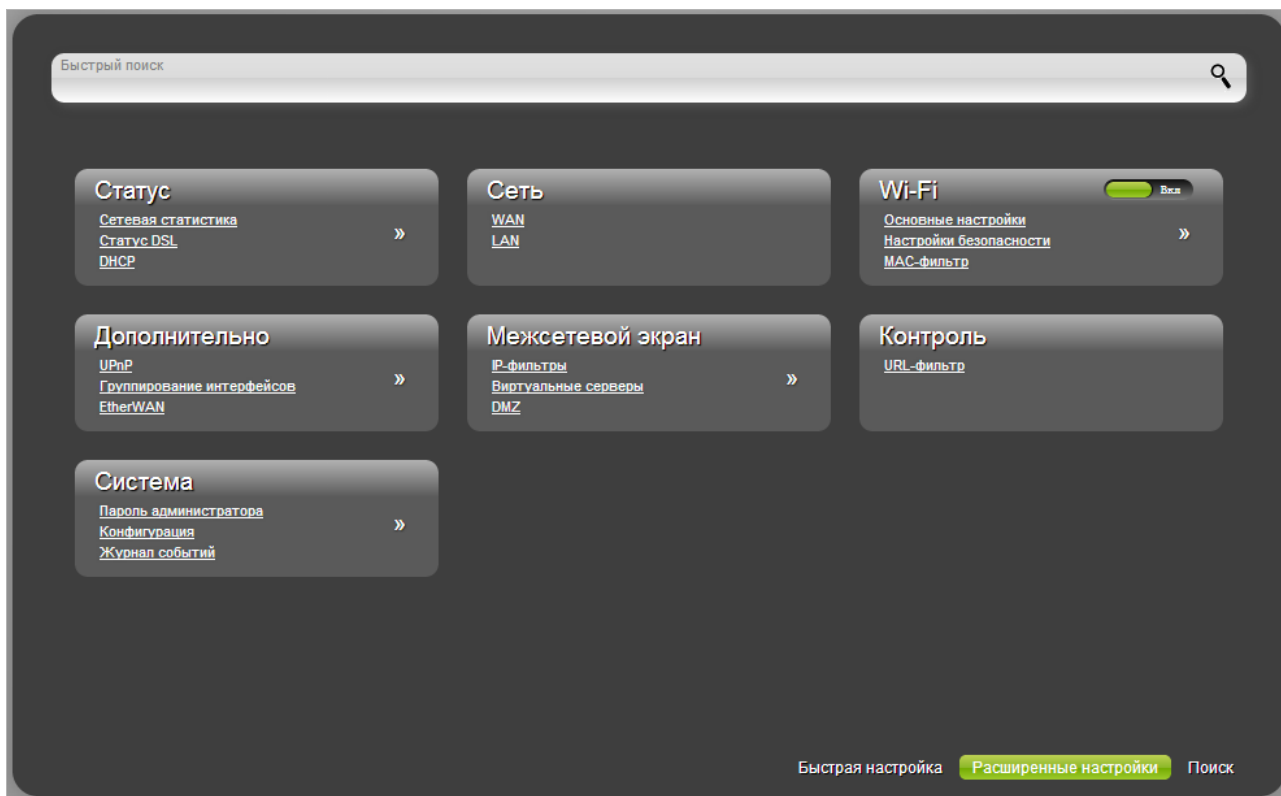 Быстрый поиск
Статус
Сетевая статистика
Статус DSL
»
DHCP
Сеть
WAN
LAN
Wi-Fi
Вкл
Основные настройки
Настройки безопасности
»
MAC-фильтр
Дополнительно
UPnP
Группирование интерфейсов
»
EtherWAN
Межсетевой экран
IP-фильтры
Виртуальные серверы
»
DMZ
Контроль
URL-фильтр
Система
Пароль администратора
Конфигурация
»
Журнал событий
Быстрая настройка
Расширенные настройки
Поиск